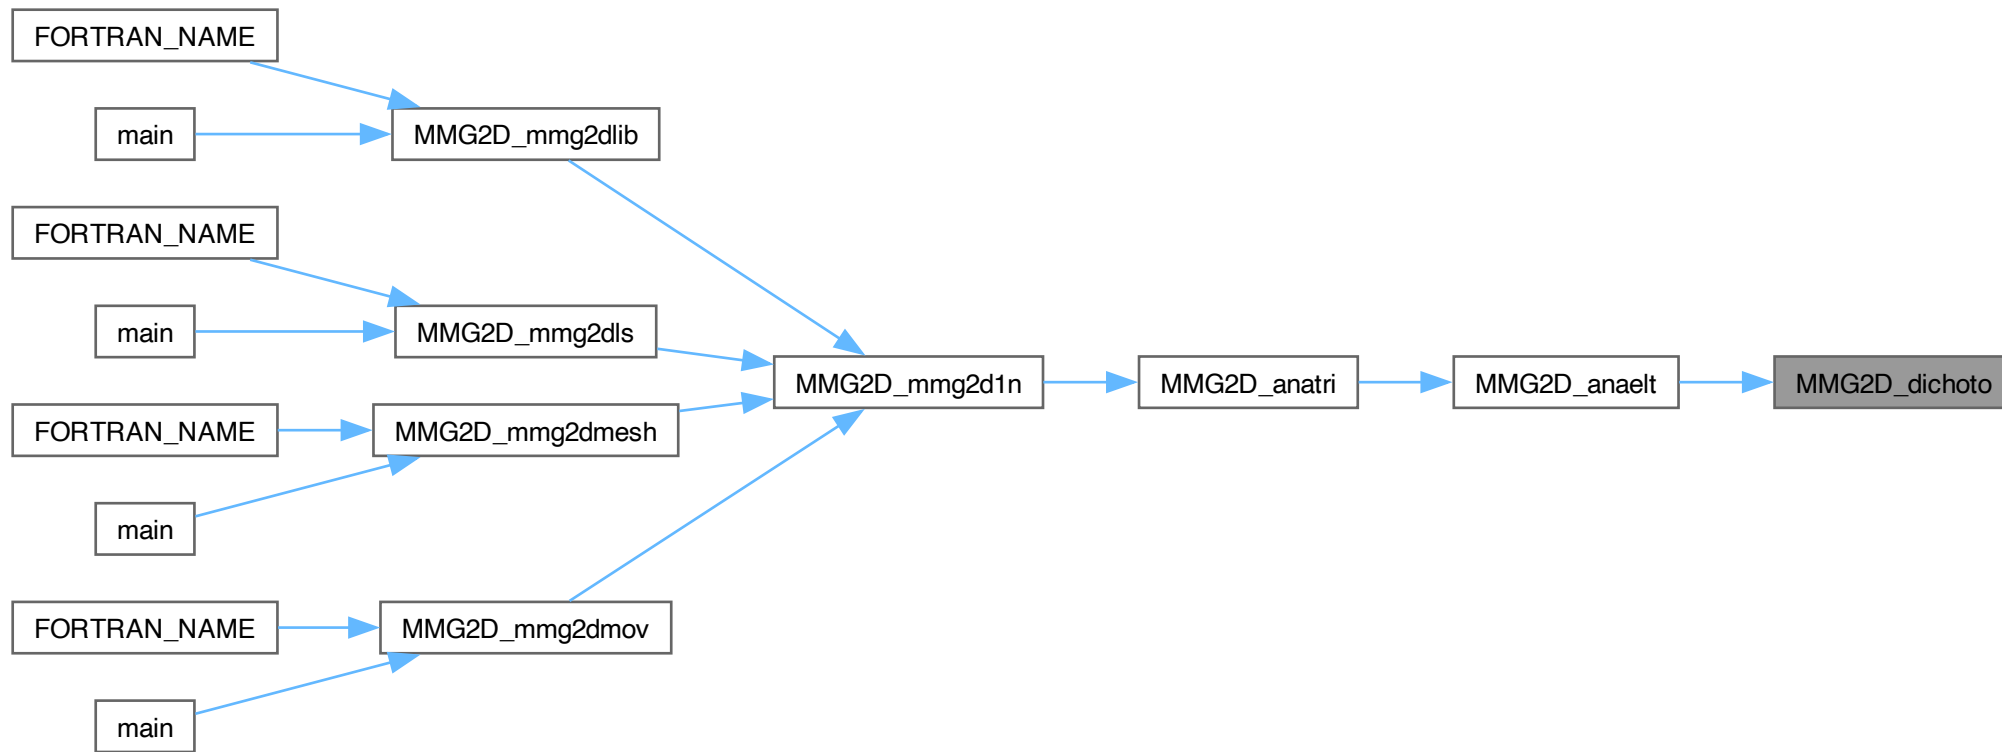 FORTRAN_NAME
main
MMG2D_mmg2dlib
FORTRAN_NAME
main
MMG2D_mmg2dls
MMG2D_mmg2d1n
MMG2D_anatri
MMG2D_anaelt
MMG2D_dichoto
FORTRAN_NAME
MMG2D_mmg2dmesh
main
FORTRAN_NAME
MMG2D_mmg2dmov
main